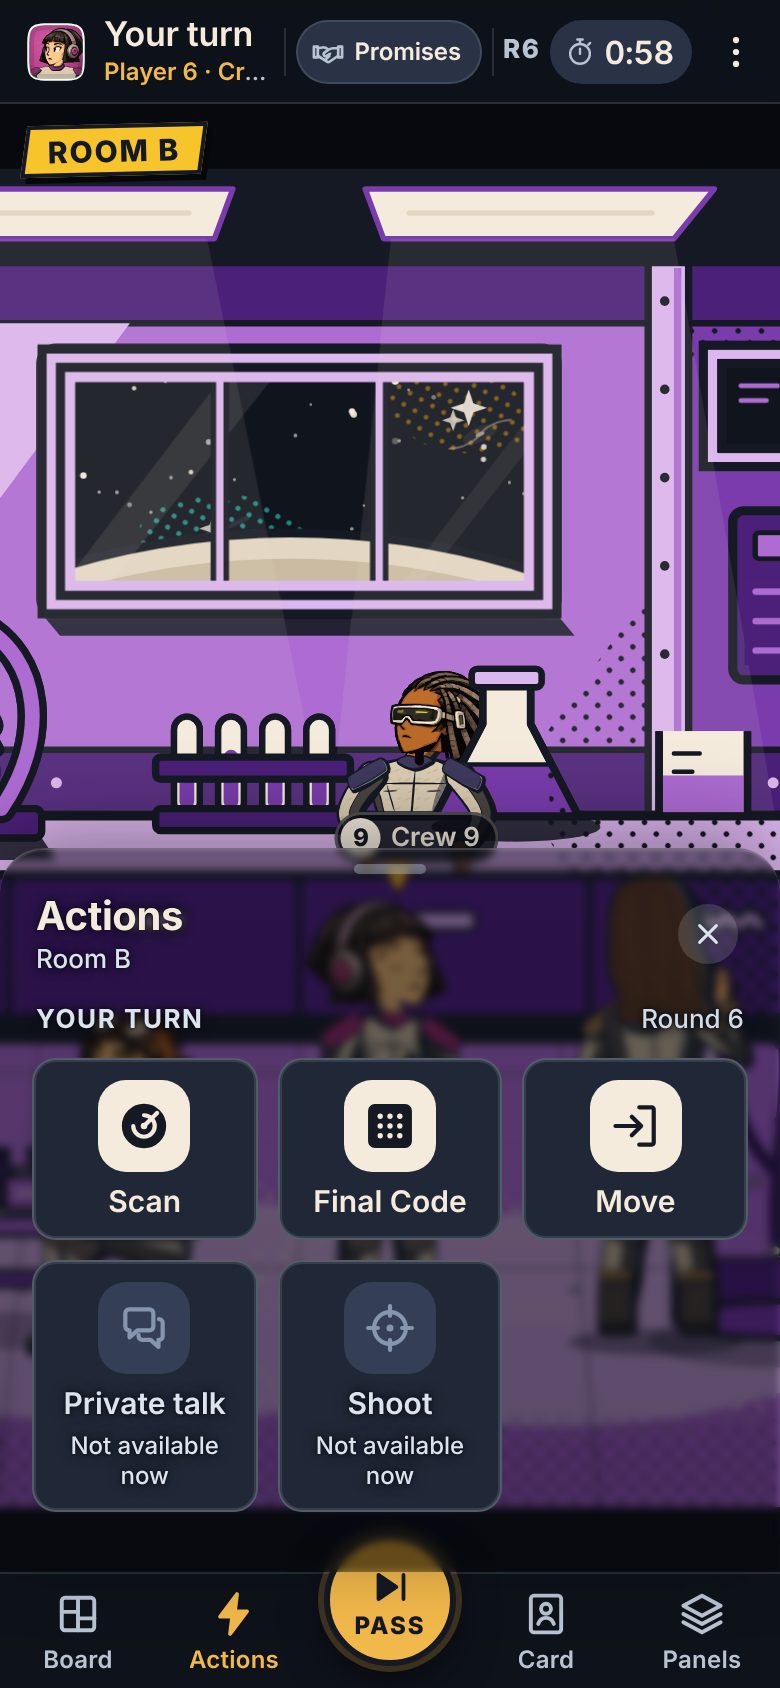 Your turn
Player 6 · Cr...
Promises
R6
0:58
ROOM B
9 Crew 9
Actions
Room B
YOUR TURN
Round 6
Scan
Final Code
Move
Private talk
Not available
now
Shoot
Not available
now
PASS
Board
Actions
Card
Panels